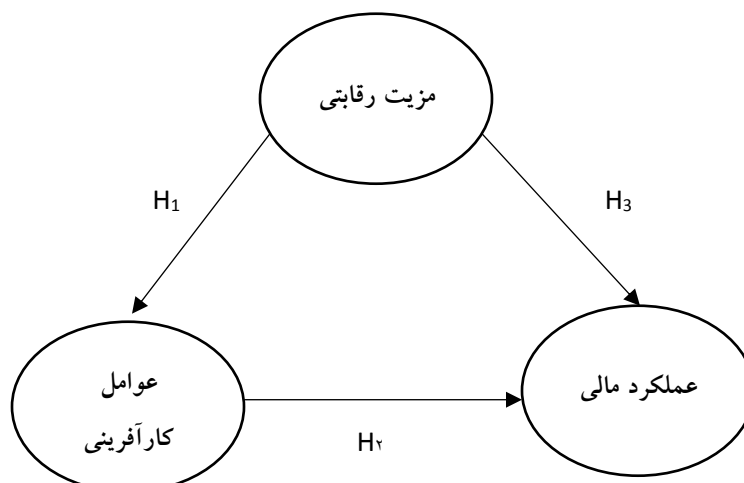 مزیت رقابتی
H₁
H₃
عوامل
کارآفرینی
عملکرد مالی
H۲